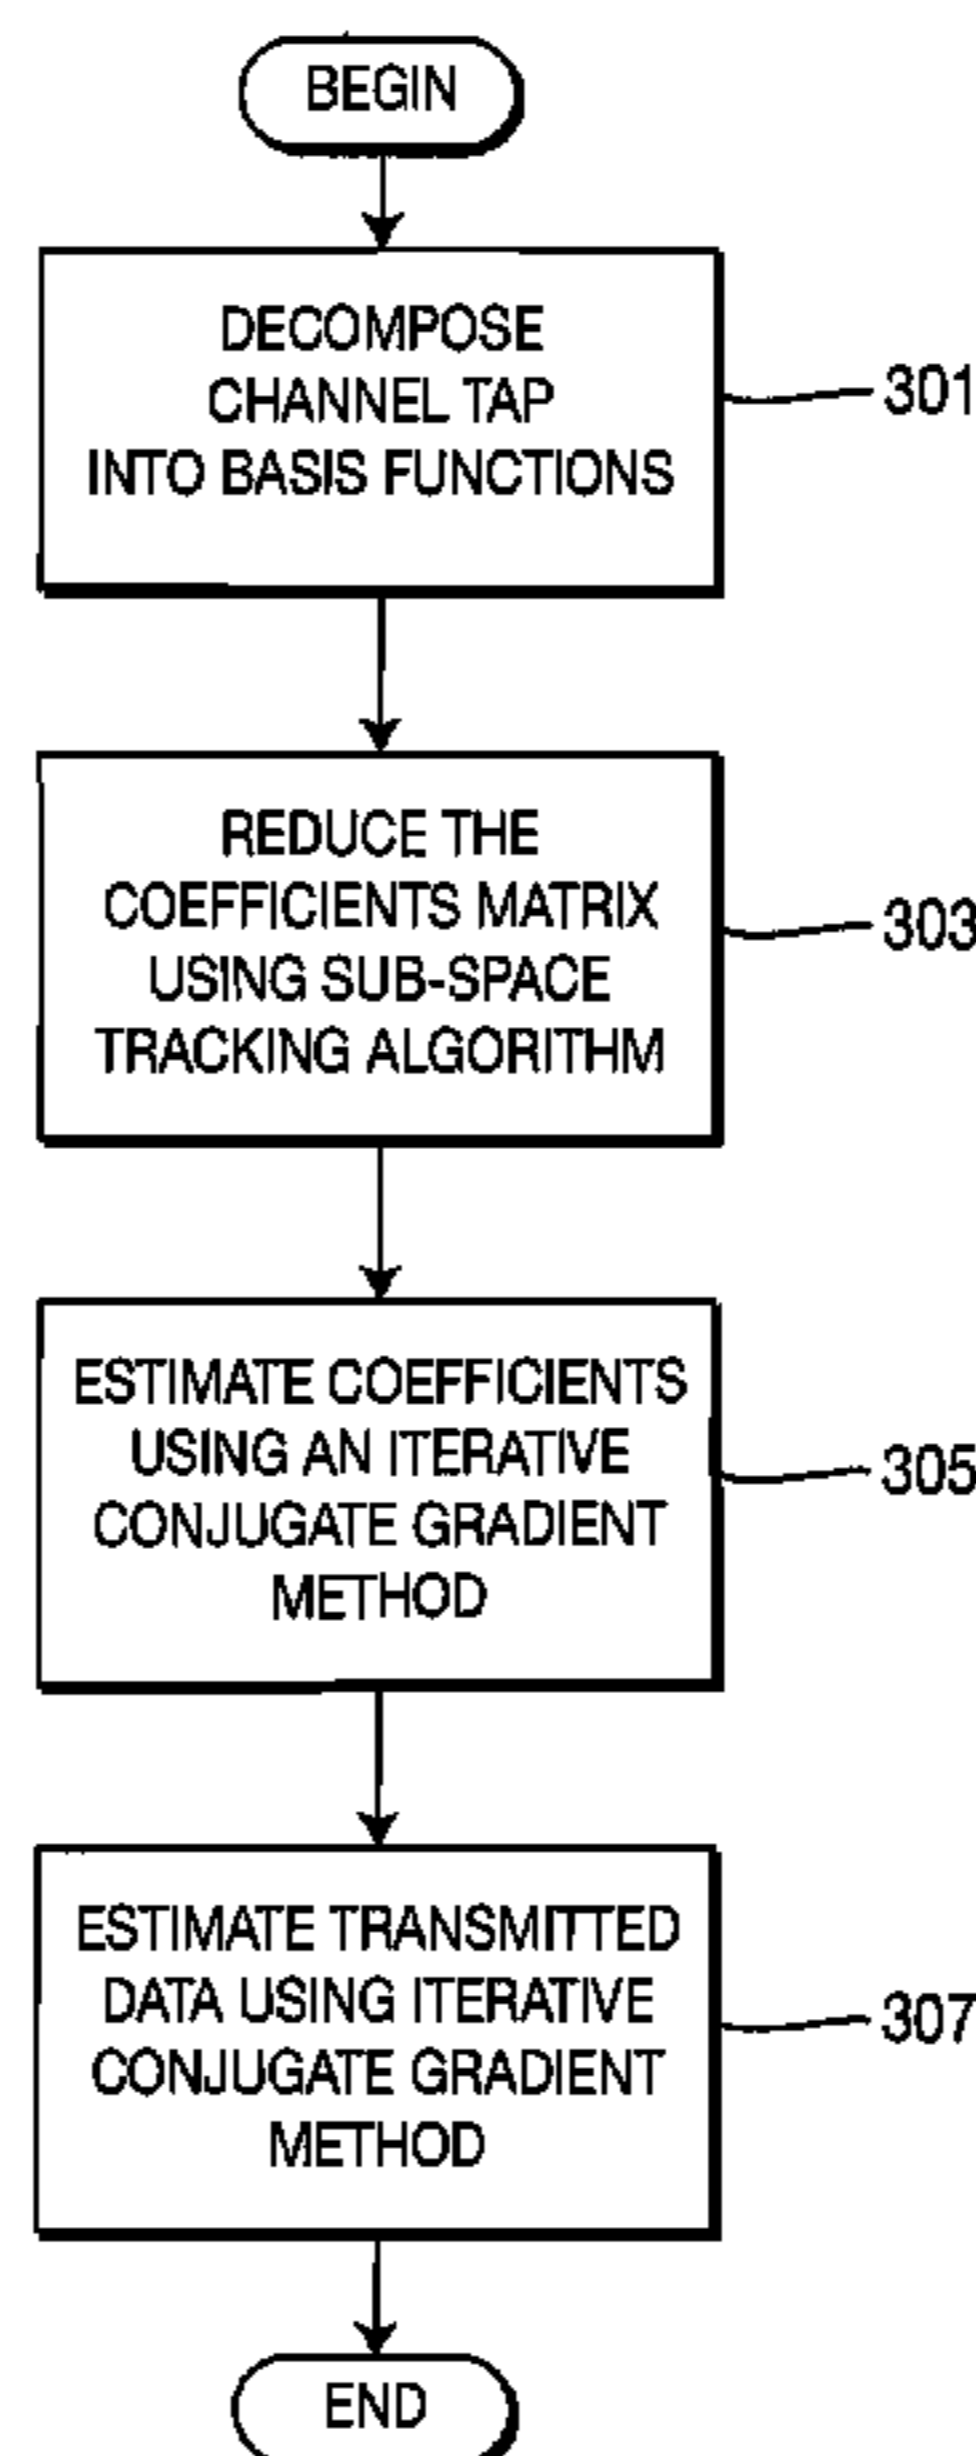 BEGIN
DECOMPOSE
CHANNEL TAP
INTO BASIS FUNCTIONS
301
REDUCE THE
COEFFICIENTS MATRIX
USING SUB-SPACE
TRACKING ALGORITHM
303
ESTIMATE COEFFICIENTS
USING AN ITERATIVE
CONJUGATE GRADIENT
METHOD
305
ESTIMATE TRANSMITTED
DATA USING ITERATIVE
CONJUGATE GRADIENT
METHOD
307
END